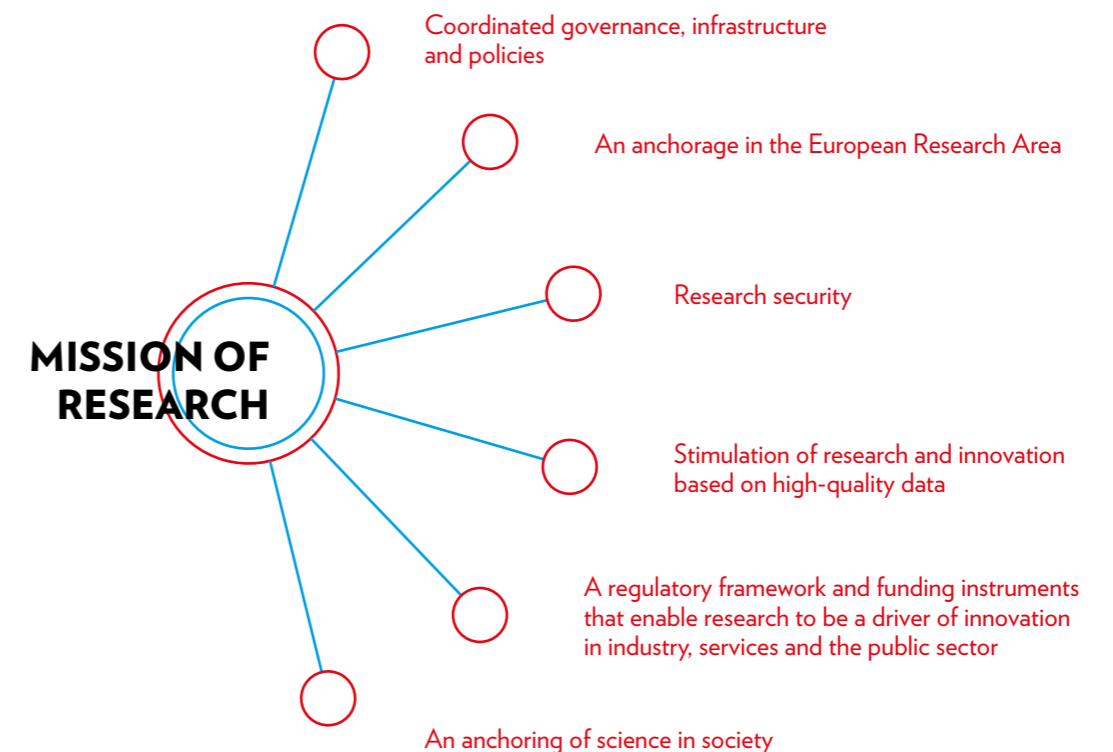 Coordinated governance, infrastructure
and policies
An anchorage in the European Research Area
Research security
MISSION OF
RESEARCH
Stimulation of research and innovation
based on high-quality data
A regulatory framework and funding instruments
that enable research to be a driver of innovation
in industry, services and the public sector
An anchoring of science in society